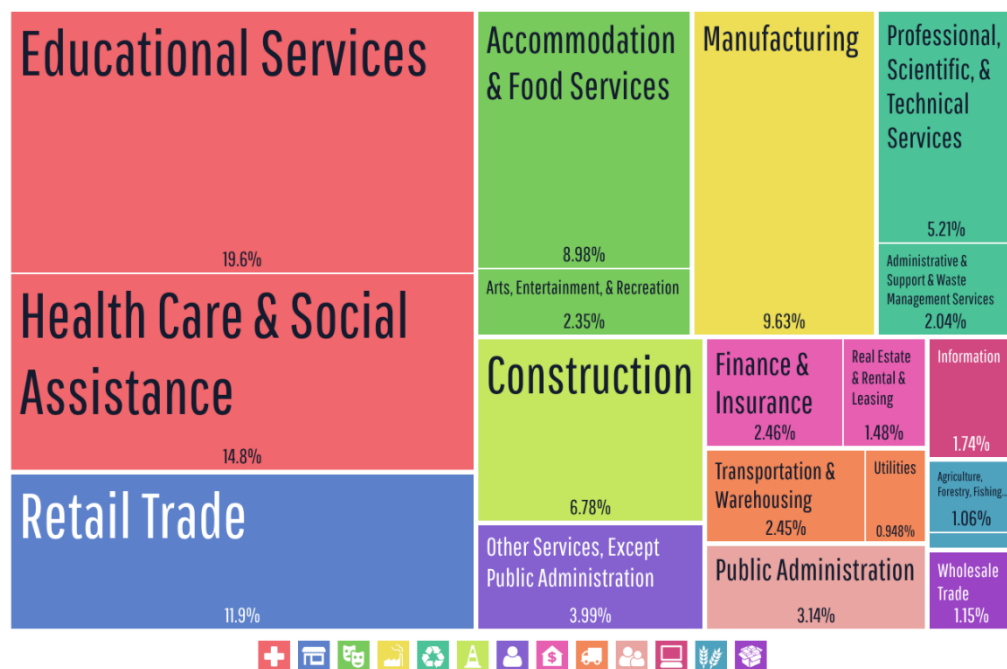 Educational Services
19.6%
Health Care & Social
Assistance
14.8%
Retail Trade
11.9%
Accommodation
& Food Services
8.98%
Arts, Entertainment, & Recreation
2.35%
Manufacturing
9.63%
Professional,
Scientific, &
Technical
Services
5.21%
Administrative &
Support & Waste
Management Services
2.04%
Construction
6.78%
Other Services, Except
Public Administration
3.99%
Finance &
Insurance
2.46%
Real Estate
& Rental &
Leasing
1.48%
Transportation &
Warehousing
2.45%
Utilities
0.948%
Public Administration
3.14%
Information
1.74%
Agriculture,
Forestry, Fishing...
1.06%
Wholesale
Trade
1.15%
$